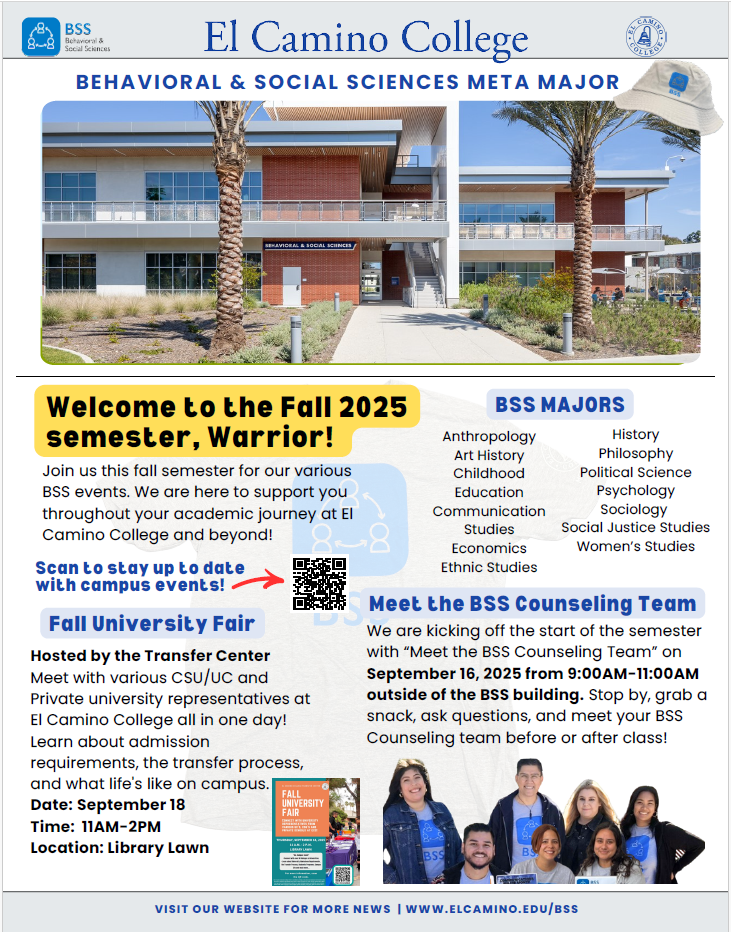 BSS
Behavioral &
Social Sciences
El Camino College
EL CAMINO
COLLEGE
BEHAVIORAL & SOCIAL SCIENCES META MAJOR
BSS
BEHAVIORAL & SOCIAL SCIENCES
Welcome to the Fall 2025
semester, Warrior!
Join us this fall semester for our various
BSS events. We are here to support you
throughout your academic journey at El
Camino College and beyond!
Scan to stay up to date
with campus events!
BSS
BSS MAJORS
Anthropology
Art History
Childhood
Education
Communication
Studies
Economics
Ethnic Studies
History
Philosophy
Political Science
Psychology
Sociology
Social Justice Studies
Women's Studies
Fall University Fair
Hosted by the Transfer Center
Meet with various CSU/UC and
Private university representatives at
El Camino College all in one day!
Learn about admission
requirements, the transfer process,
and what life's like on campus.
Date: September 18
Time: 11AM-2PM
Location: Library Lawn
FALL
UNIVERSITY
FAIR
LIBRARY LAWN
Meet the BSS Counseling Team
We are kicking off the start of the semester
with “Meet the BSS Counseling Team” on
September 16, 2025 from 9:00AM-11:00AM
outside of the BSS building. Stop by, grab a
snack, ask questions, and meet your BSS
Counseling team before or after class!
BSS
BSS
VISIT OUR WEBSITE FOR MORE NEWS | WWW.ELCAMINO.EDU/BSS